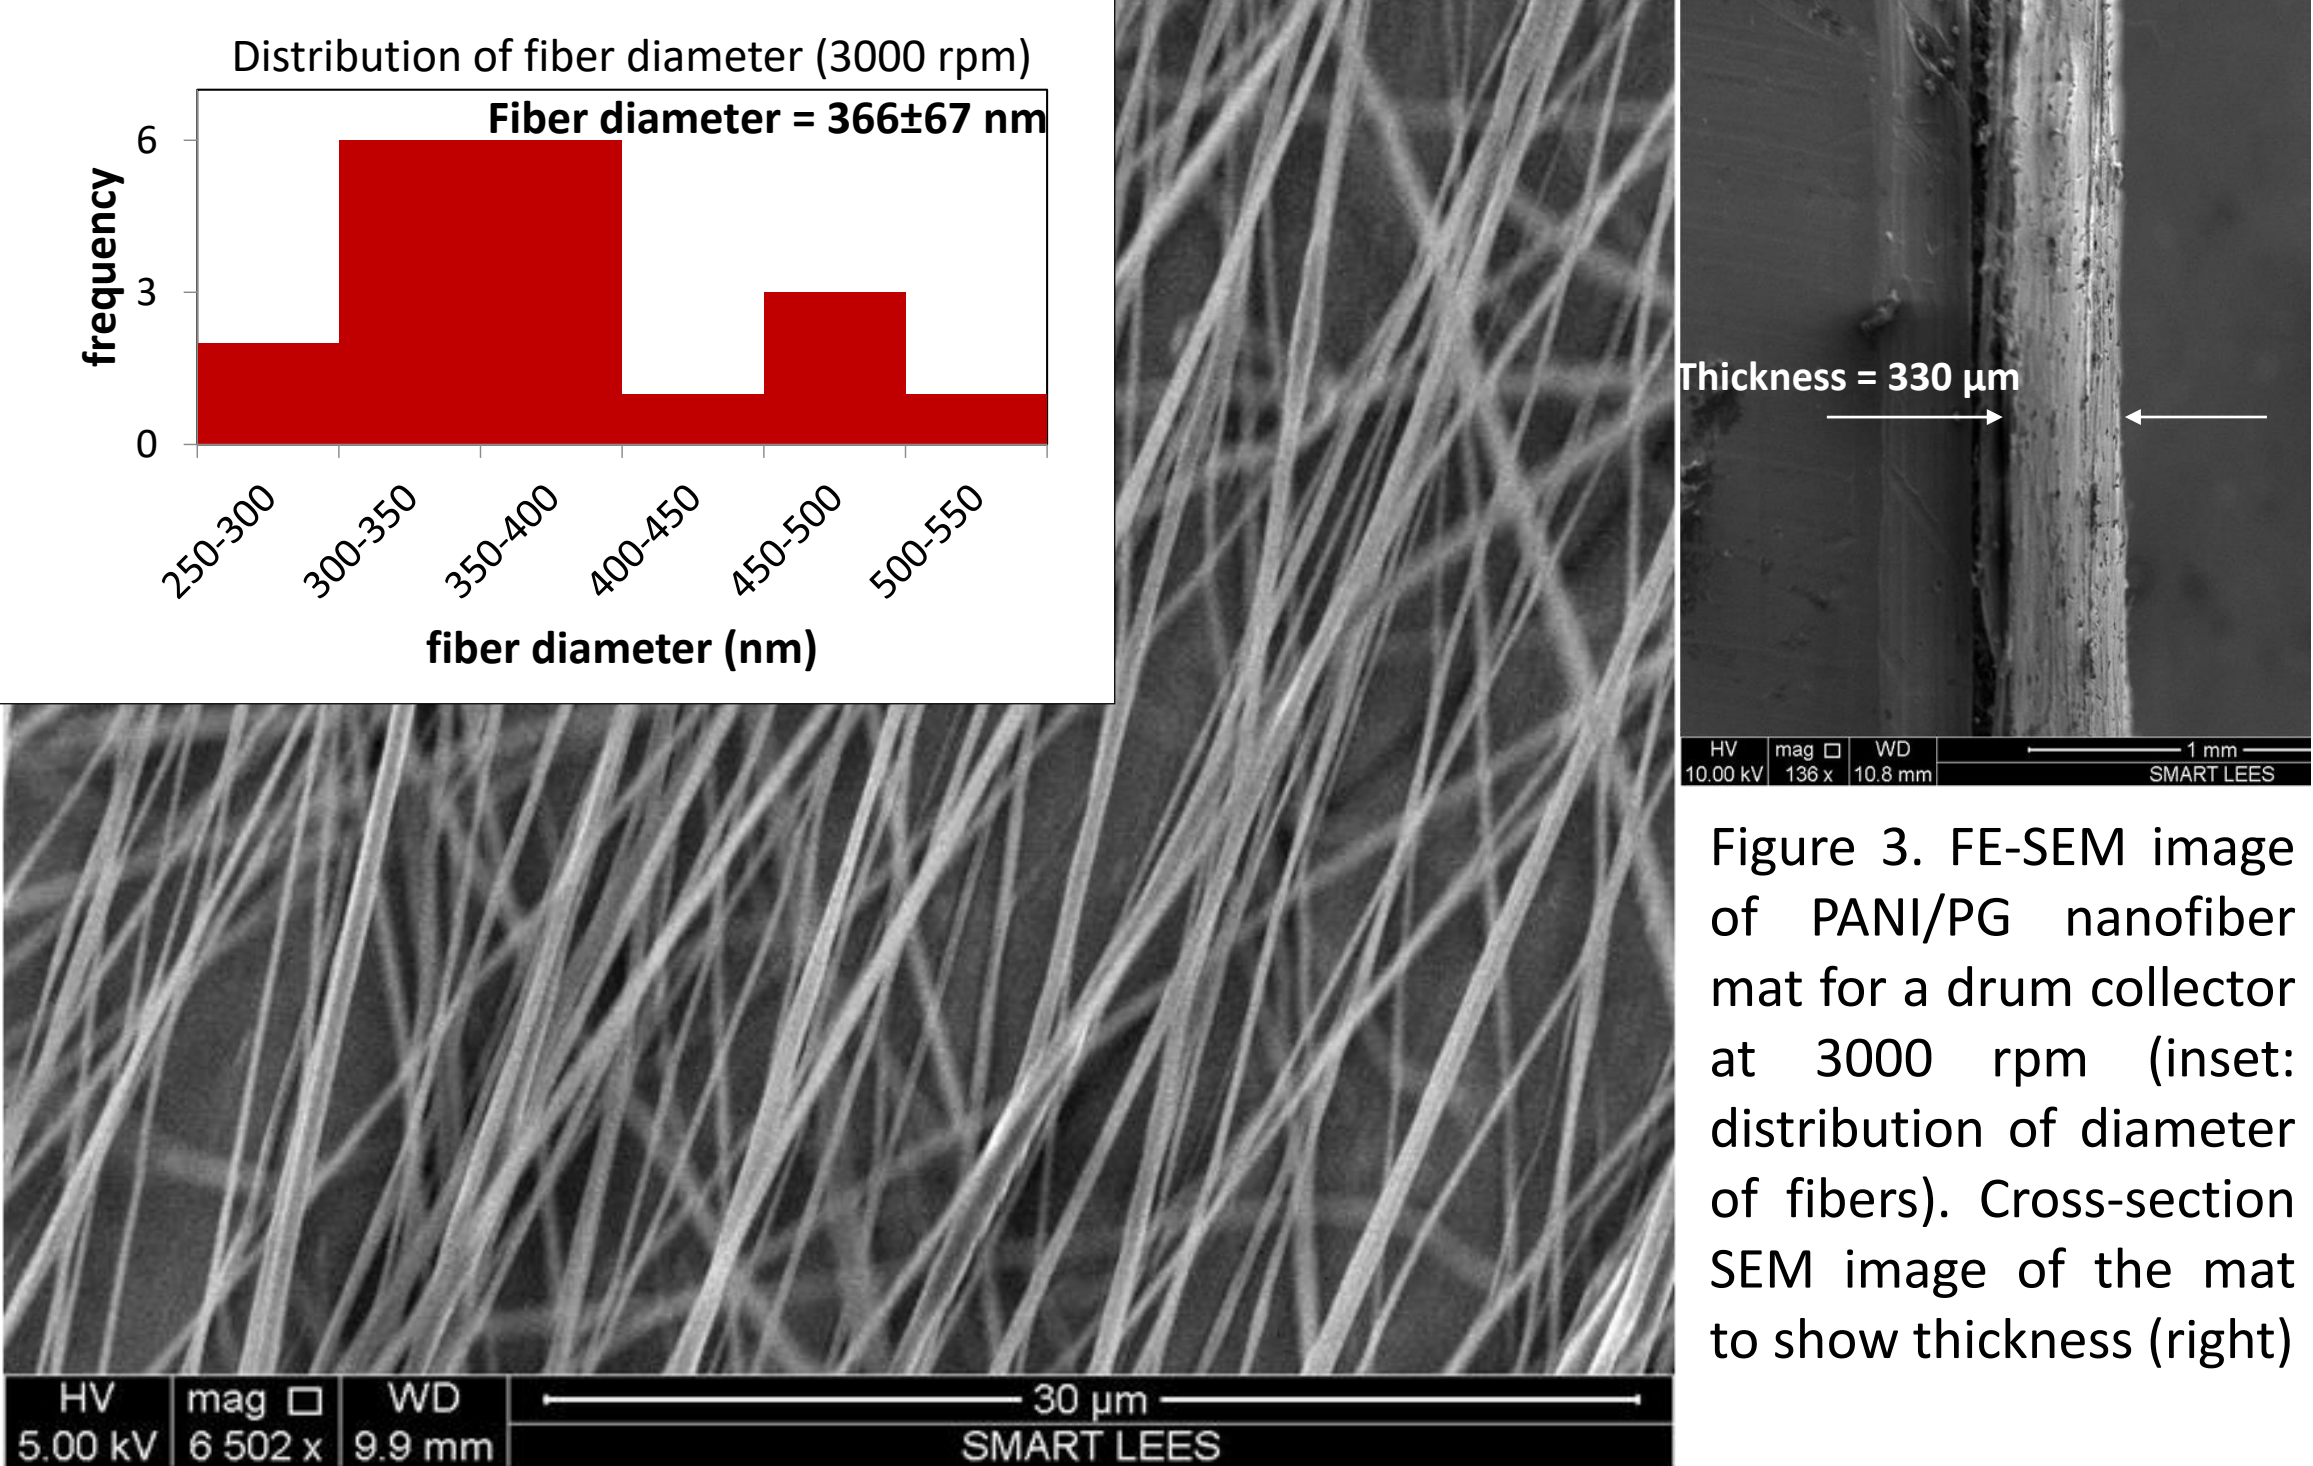 Distribution of fiber diameter (3000 rpm)
Fiber diameter = 366±67 nm
frequency
6
3
0
250-300
300-350
350-400
400-450
450-500
500-550
fiber diameter (nm)
HV
5.00 kV
mag
6 502 x
WD
9.9 mm
30 µm
SMART LEES
Thickness = 330 µm
HV
10.00 kV
mag
136 x
WD
10.8 mm
1 mm
SMART LEES
Figure 3. FE-SEM image
of PANI/PG nanofiber
mat for a drum collector
at 3000 rpm (inset:
distribution of diameter
of fibers). Cross-section
SEM image of the mat
to show thickness (right)